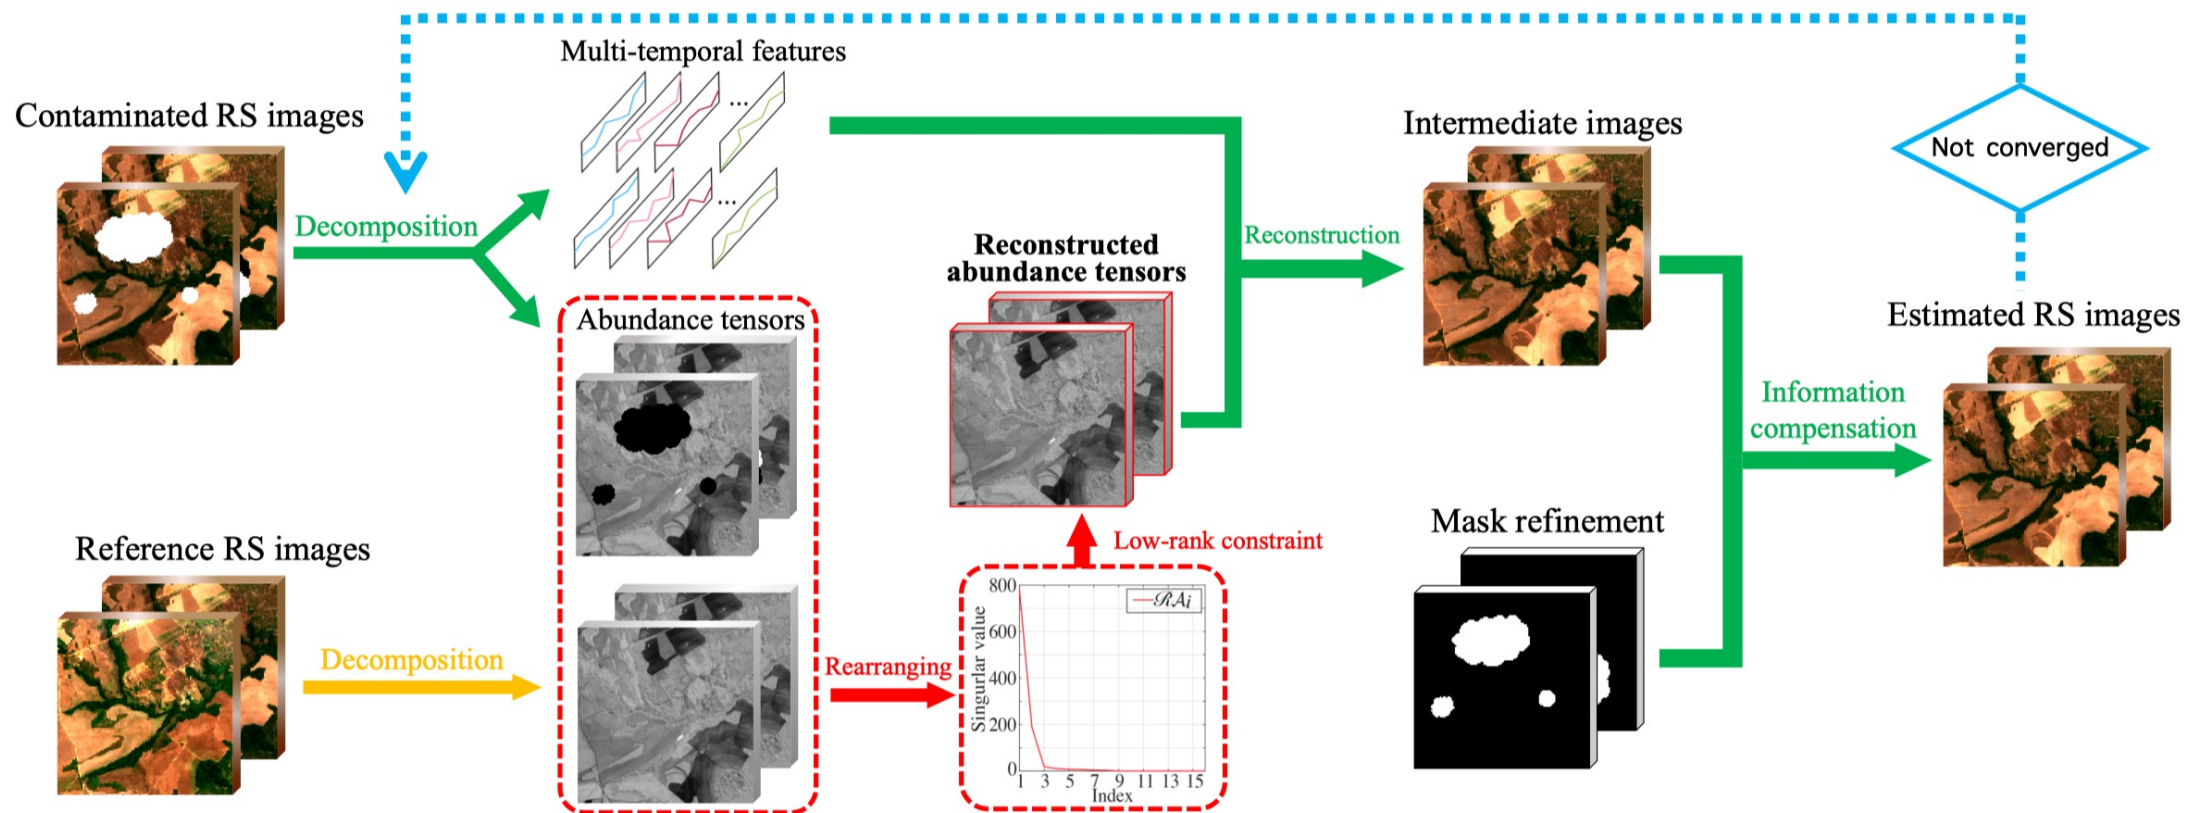 Multi-temporal features
...
...
Contaminated RS images
Decomposition
Abundance tensors
Reference RS images
Decomposition
Rearranging
Reconstructed
abundance tensors
Low-rank constraint
Singurlar value
800
600
400
200
0
1 3 5 7 9 11 13 15
Index
ℛ𝒜i
Reconstruction
Intermediate images
Mask refinement
Information
compensation
Not converged
Estimated RS images